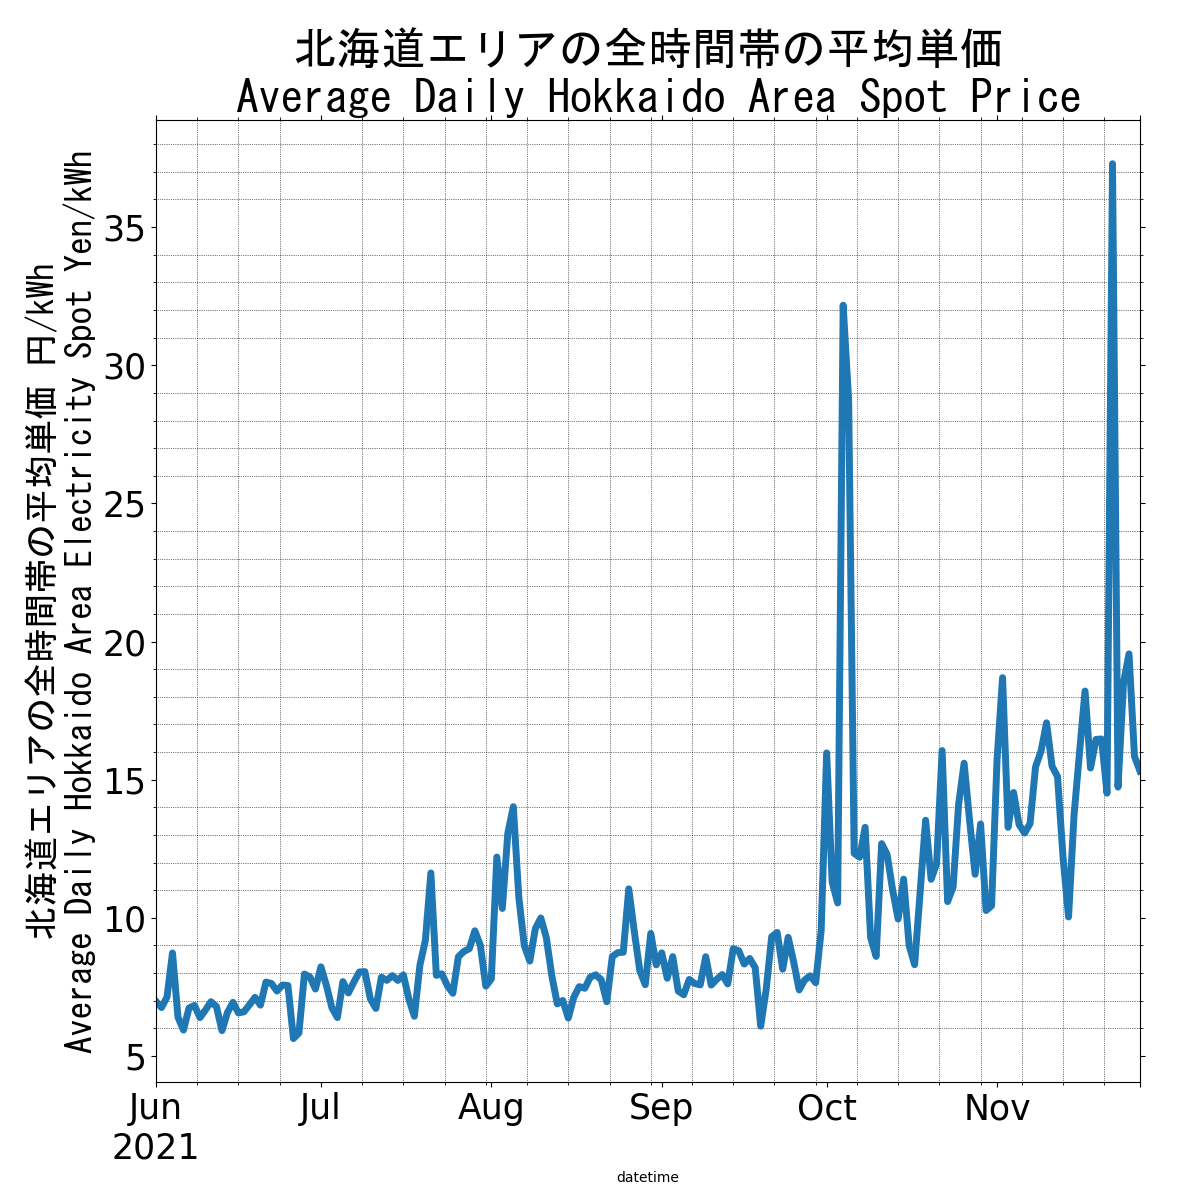 北海道エリアの全時間帯の平均単価
Average Daily Hokkaido Area Spot Price
北海道エリアの全時間帯の平均単価 円/kWh
Average Daily Hokkaido Area Electricity Spot Yen/kWh
35
30
25
20
15
10
5
Jun Jul Aug Sep Oct Nov
2021
datetime